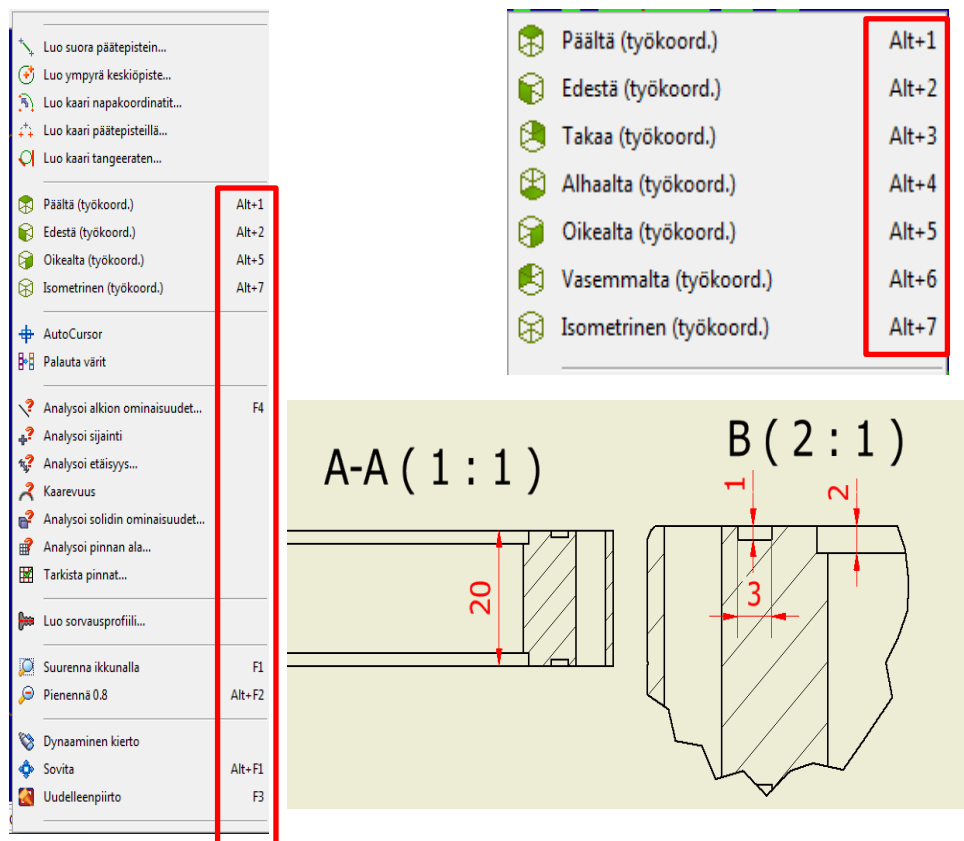 Luo suora päätepistein...
Luo ympyrä keskiöpiste...
Luo kaari napakoordinatit...
Luo kaari päätepisteillä...
Luo kaari tangeeraten...
Päältä (työkoord.) Alt+1
Edestä (työkoord.) Alt+2
Oikealta (työkoord.) Alt+5
Isometrinen (työkoord.) Alt+7
AutoCursor
Palauta värit
Analysoi alkion ominaisuudet... F4
Analysoi sijainti
Analysoi etäisyys...
Kaarevuus
Analysoi solidin ominaisuudet...
Analysoi pinnan ala...
Tarkista pinnat...
Luo sorvausprofiili...
Suurenna ikkunalla F1
Pienennä 0.8 Alt+F2
Dynaaminen kierto
Sovita Alt+F1
Uudelleenpiirto F3
Päältä (työkoord.) Alt+1
Edestä (työkoord.) Alt+2
Takaa (työkoord.) Alt+3
Alhaalta (työkoord.) Alt+4
Oikealta (työkoord.) Alt+5
Vasemmalta (työkoord.) Alt+6
Isometrinen (työkoord.) Alt+7
A-A ( 1 : 1 )
20
B ( 2 : 1 )
1
2
3